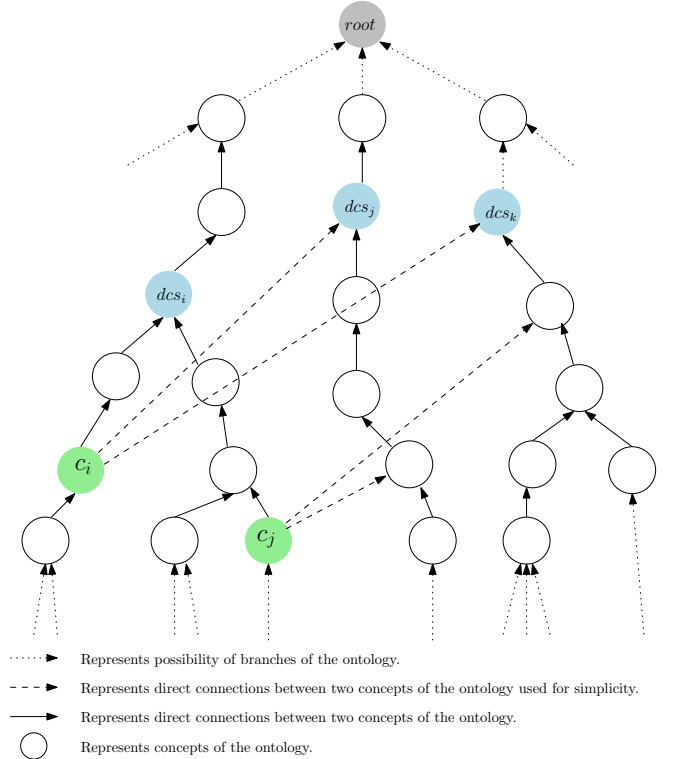 root
dcs_j
dcs_k
dcs_i
c_i
c_j
Represents possibility of branches of the ontology.
Represents direct connections between two concepts of the ontology used for simplicity.
Represents direct connections between two concepts of the ontology.
Represents concepts of the ontology.